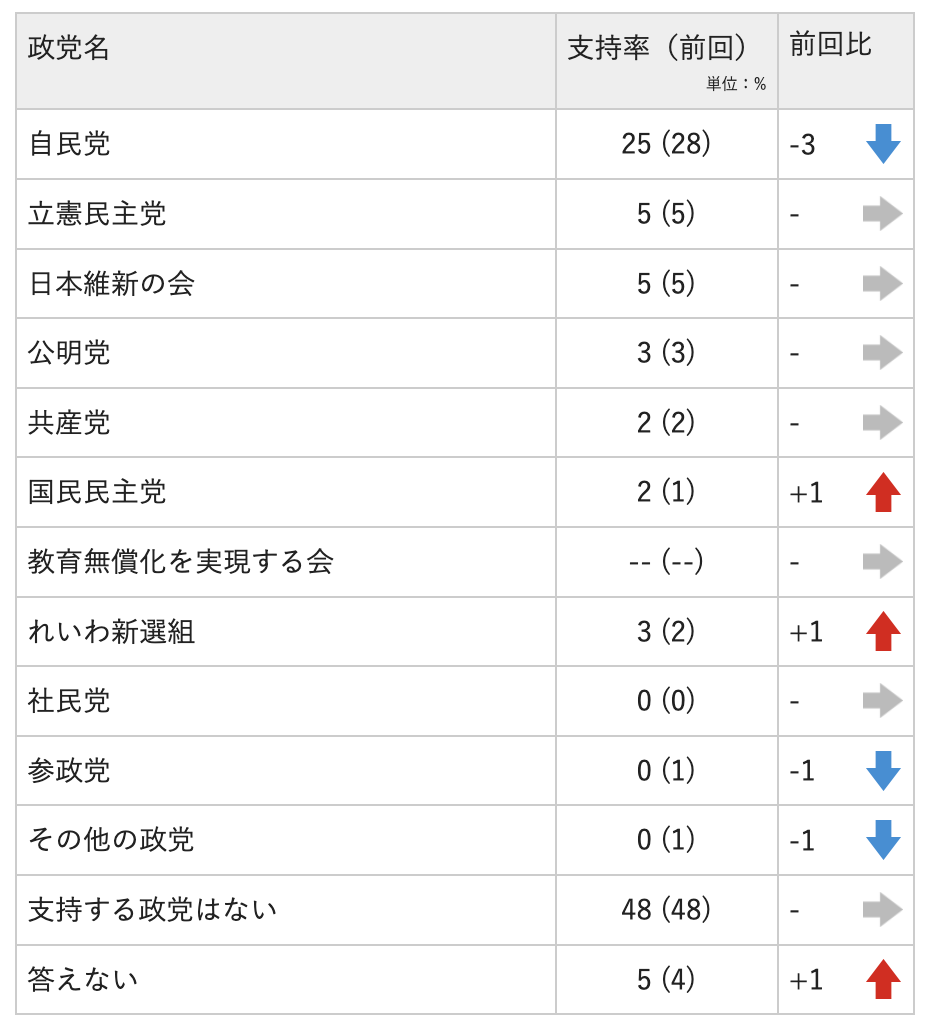 政党名 支持率（前回） 前回比
単位：%
自民党 25 (28) -3
立憲民主党 5 (5) -
日本維新の会 5 (5) -
公明党 3 (3) -
共産党 2 (2) -
国民民主党 2 (1) +1
教育無償化を実現する会 -- (--) -
れいわ新選組 3 (2) +1
社民党 0 (0) -
参政党 0 (1) -1
その他の政党 0 (1) -1
支持する政党はない 48 (48) -
答えない 5 (4) +1